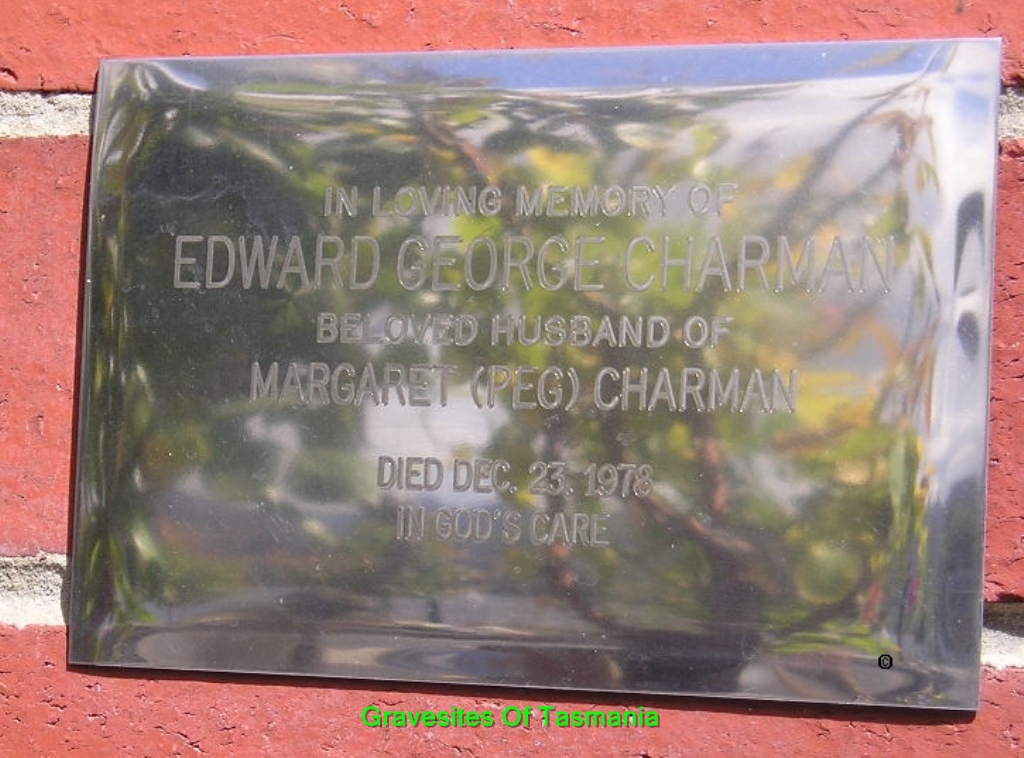 IN LOVING MEMORY OF
EDWARD GEORGE CHARMAN
BELOVED HUSBAND OF
MARGARET (PEG) CHARMAN
DIED DEC. 23. 1978
IN GOD'S CARE
©
Gravesites Of Tasmania